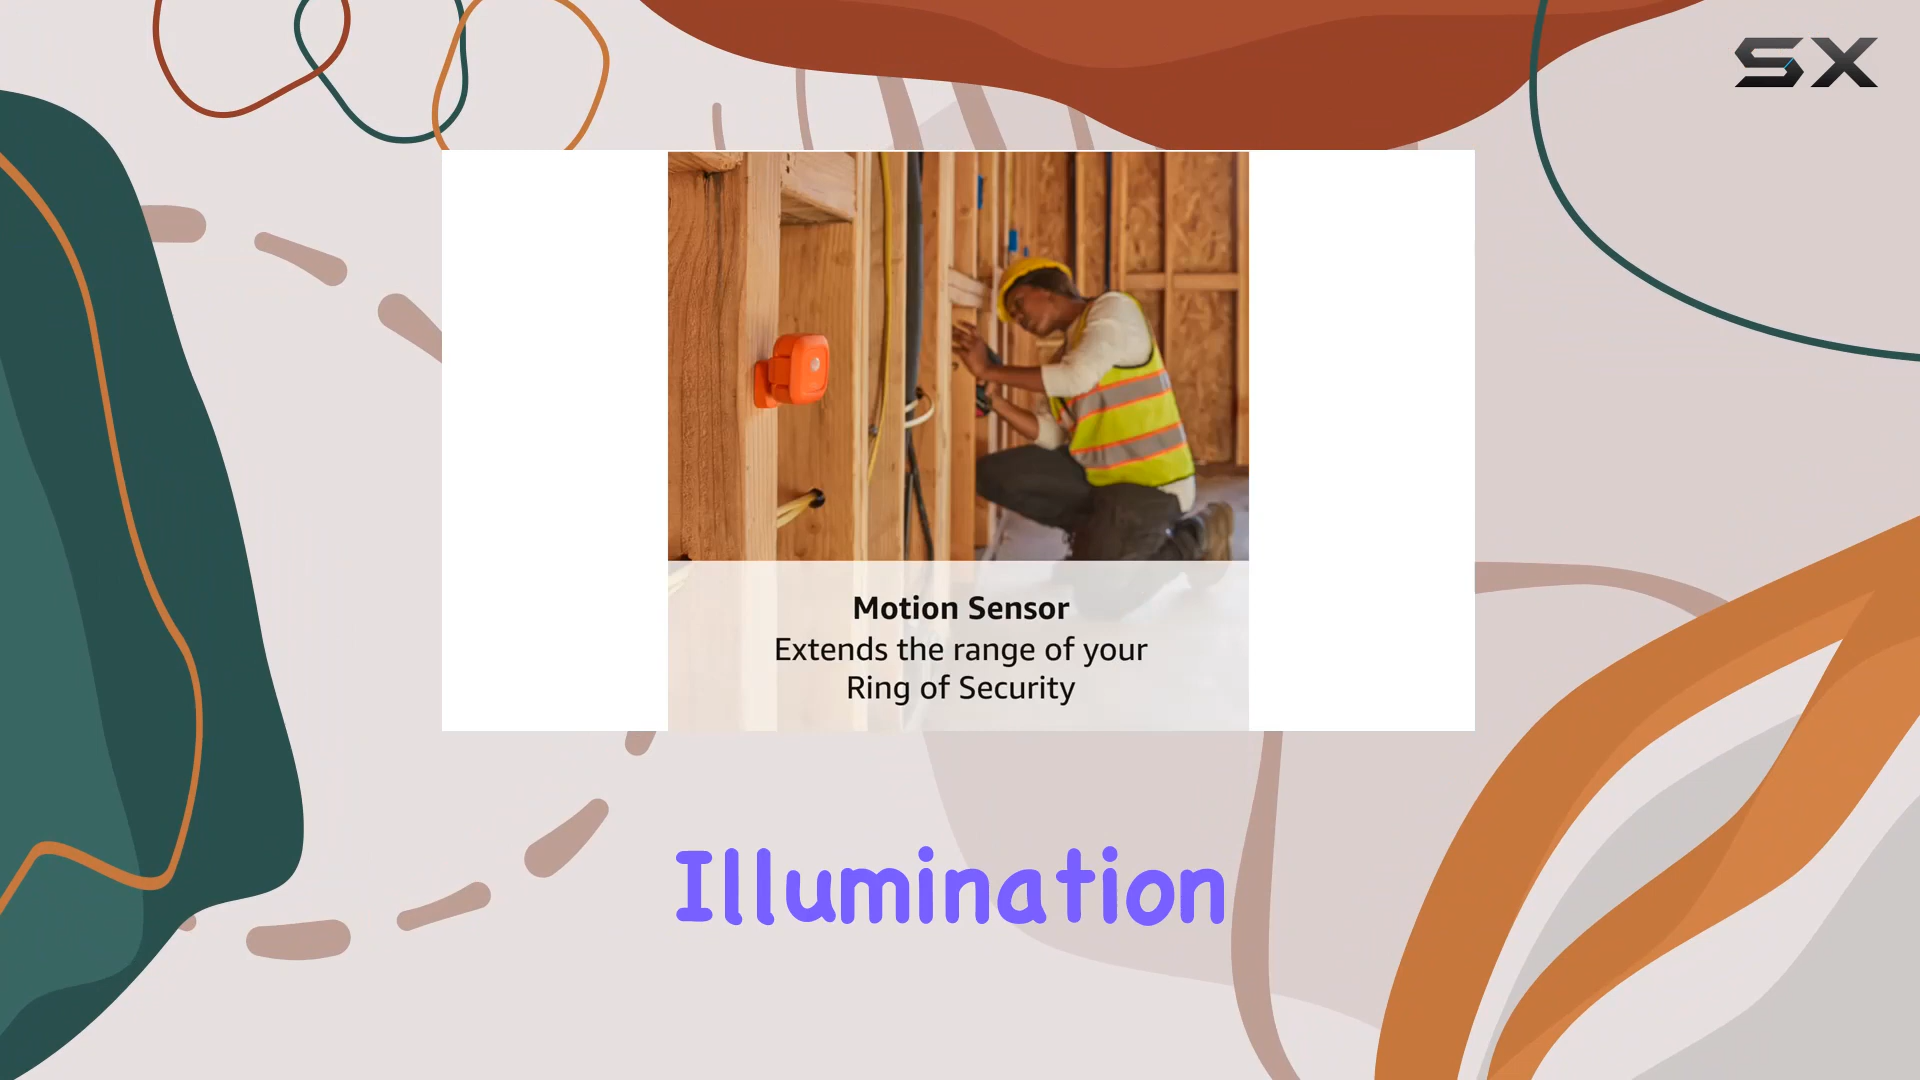 SX
Motion Sensor
Extends the range of your
Ring of Security
Illumination